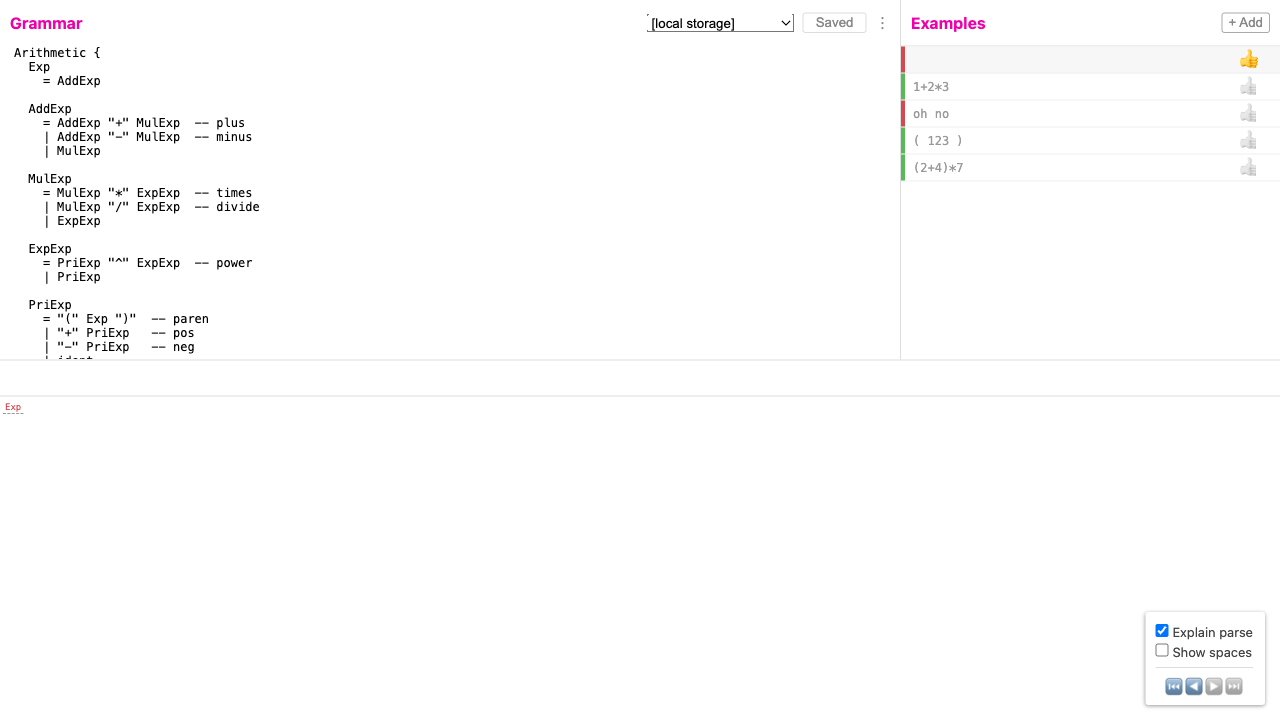 Grammar
[local storage]
Saved
Arithmetic {
Exp
= AddExp
AddExp
= AddExp "+" MulExp -- plus
| AddExp "-" MulExp -- minus
| MulExp
MulExp
= MulExp "*" ExpExp -- times
| MulExp "/" ExpExp -- divide
| ExpExp
ExpExp
= PriExp "^" ExpExp -- power
| PriExp
PriExp
= "(" Exp ")" -- paren
| "+" PriExp -- pos
| "-" PriExp -- neg
Examples
+ Add
1+2*3
oh no
( 123 )
(2+4)*7
Exp
Explain parse
Show spaces